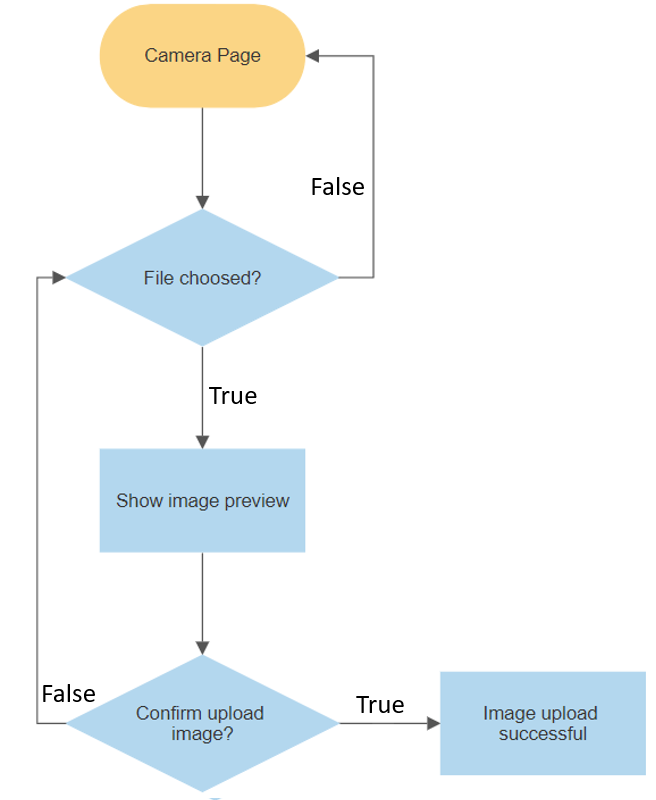 Camera Page
False
File choosed?
True
Show image preview
False
Confirm upload
image?
True
Image upload
successful